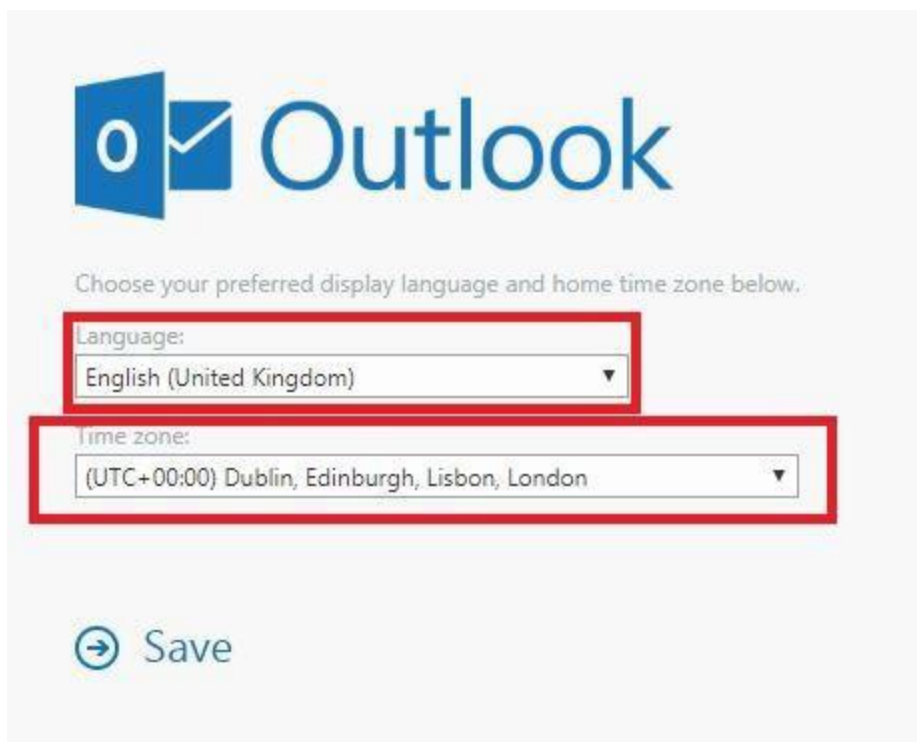 Outlook
Choose your preferred display language and home time zone below.
Language:
English (United Kingdom)
Time zone:
(UTC+00:00) Dublin, Edinburgh, Lisbon, London
Save